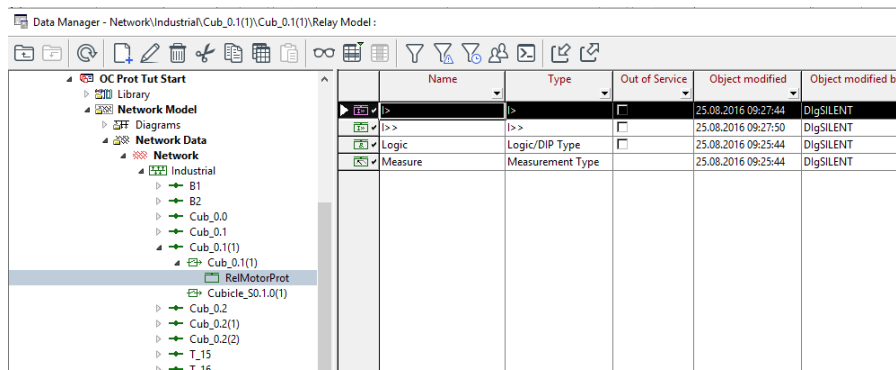 Data Manager - Network\Industrial\Cub_0.1(1)\Cub_0.1(1)\Relay Model :
OC Prot Tut Start
Library
Network Model
Diagrams
Network Data
Network
Industrial
B1
B2
Cub_0.0
Cub_0.1
Cub_0.1(1)
Cub_0.1(1)
RelMotorProt
Cubicle_S0.1.0(1)
Cub_0.2
Cub_0.2(1)
Cub_0.2(2)
T_15
T_16
Name Type Out of Service Object modified Object modified b
I> I> 25.08.2016 09:27:44 DIgSILENT
I>> I>> 25.08.2016 09:27:50 DIgSILENT
Logic Logic/DIP Type 25.08.2016 09:25:44 DIgSILENT
Measure Measurement Type 25.08.2016 09:25:44 DIgSILENT